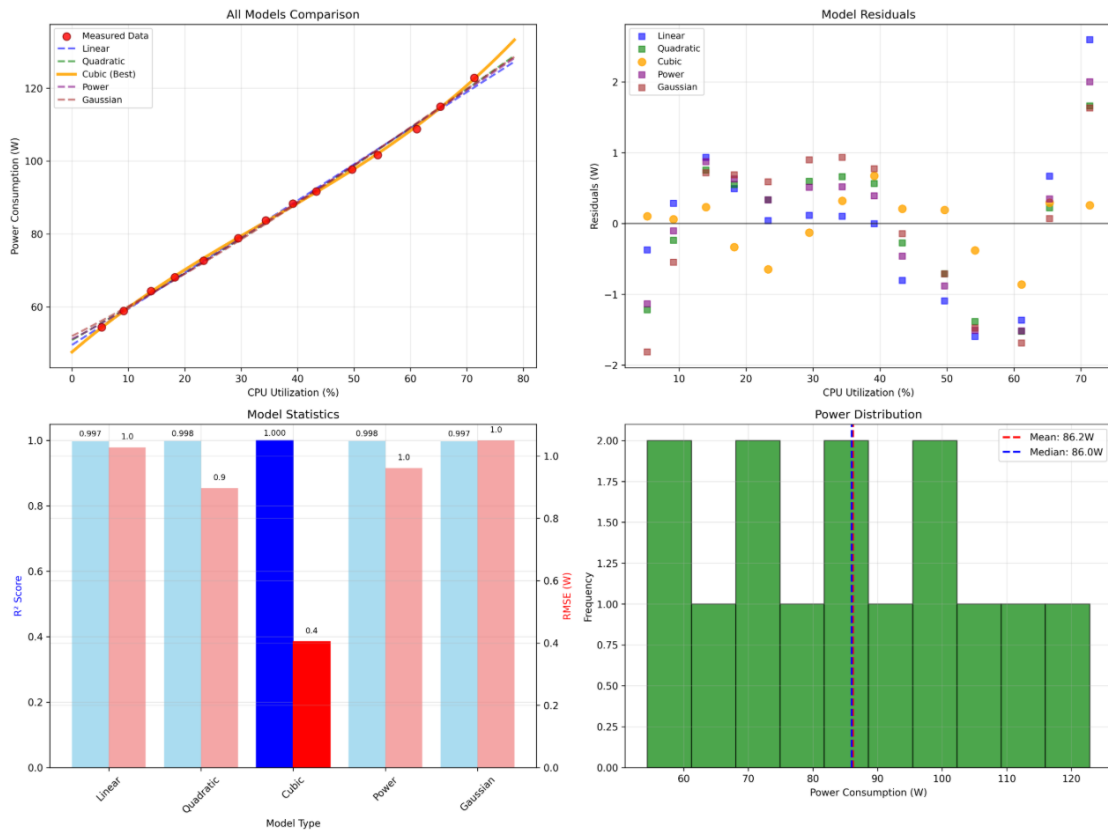 All Models Comparison
Measured Data
Linear
Quadratic
Cubic (Best)
Power
Gaussian
Power Consumption (W)
120
100
80
60
0 10 20 30 40 50 60 70 80
CPU Utilization (%)
Model Residuals
Linear
Quadratic
Cubic
Power
Gaussian
Residuals (W)
2
1
0
−1
−2
10 20 30 40 50 60 70
CPU Utilization (%)
Model Statistics
0.997 1.0 0.998 0.9 1.000 0.4 0.998 1.0 0.997 1.0
R² Score
1.0
0.8
0.6
0.4
0.2
0.0
RMSE (W)
1.0
0.8
0.6
0.4
0.2
0.0
Linear Quadratic Cubic Power Gaussian
Model Type
Power Distribution
Mean: 86.2W
Median: 86.0W
Frequency
2.00
1.75
1.50
1.25
1.00
0.75
0.50
0.25
0.00
60 70 80 90 100 110 120
Power Consumption (W)